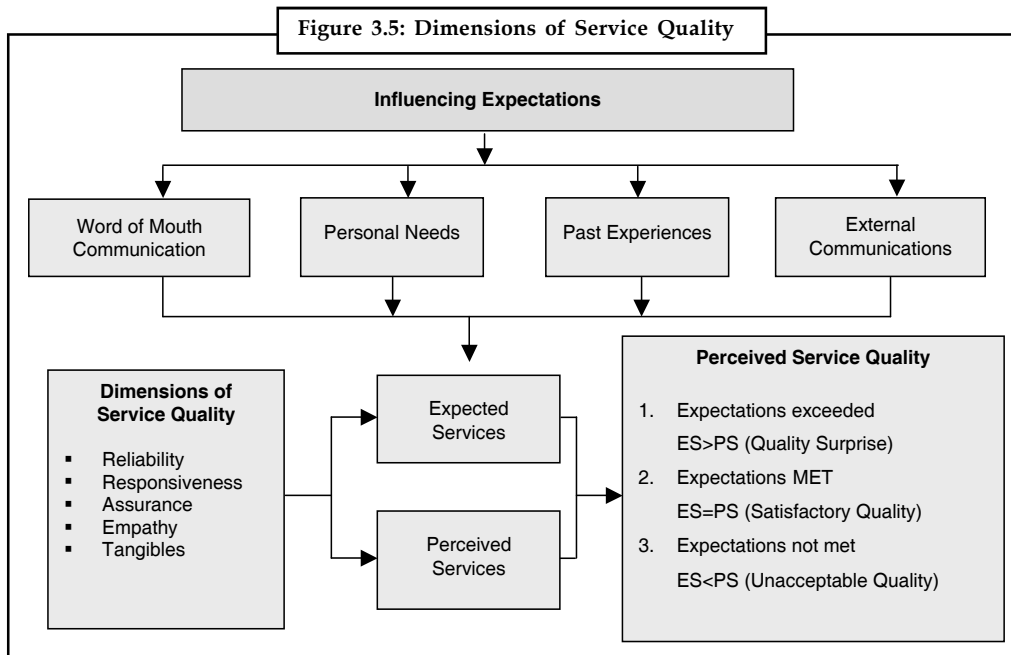 Figure 3.5: Dimensions of Service Quality
Influencing Expectations
Word of Mouth
Communication
Personal Needs
Past Experiences
External
Communications
Dimensions of
Service Quality
▪ Reliability
▪ Responsiveness
▪ Assurance
▪ Empathy
▪ Tangibles
Expected
Services
Perceived
Services
Perceived Service Quality
1. Expectations exceeded
ES>PS (Quality Surprise)
2. Expectations MET
ES=PS (Satisfactory Quality)
3. Expectations not met
ES<PS (Unacceptable Quality)